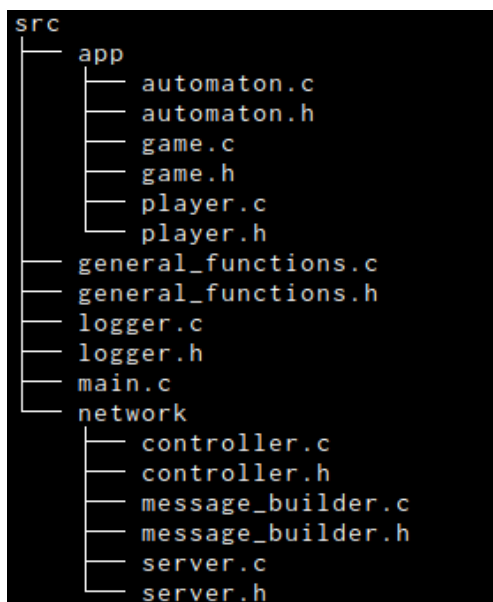 src
app
automaton.c
automaton.h
game.c
game.h
player.c
player.h
general_functions.c
general_functions.h
logger.c
logger.h
main.c
network
controller.c
controller.h
message_builder.c
message_builder.h
server.c
server.h